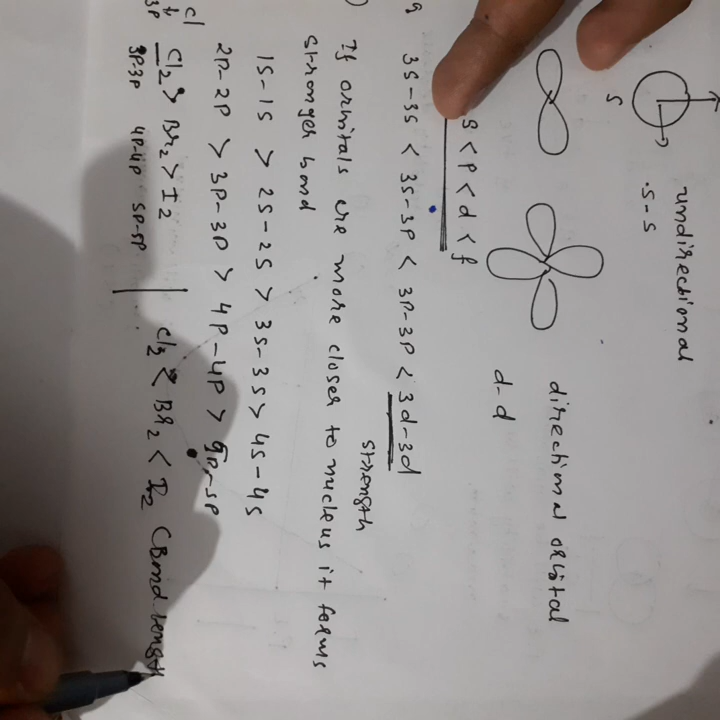 undirectional
S
S-S
directional orbital
d-d
S < P < d < f
3S-3S < 3S-3P < 3P-3P < 3d-3d
strength
If orbitals are more closer to nucleus it forms
stronger bond
1S-1S > 2S-2S > 3S-3S > 4S-4S
2P-2P > 3P-3P > 4P-4P > 5P-5P
Cl2 > Br2 > I2
3P-3P 4P-4P 5P-5P
Cl2 < Br2 < I2 (Bond length
Cl
3P